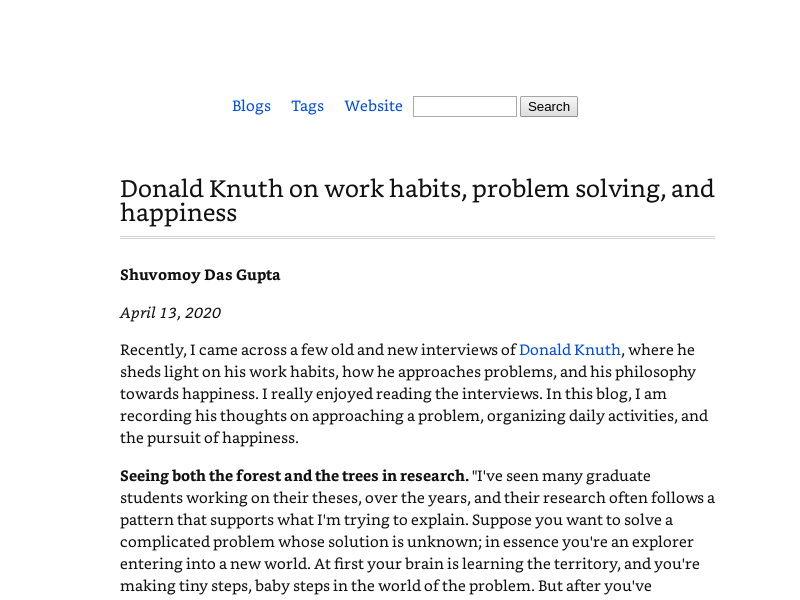 Blogs Tags Website Search
Donald Knuth on work habits, problem solving, and
happiness
Shuvomoy Das Gupta
April 13, 2020
Recently, I came across a few old and new interviews of Donald Knuth, where he
sheds light on his work habits, how he approaches problems, and his philosophy
towards happiness. I really enjoyed reading the interviews. In this blog, I am
recording his thoughts on approaching a problem, organizing daily activities, and
the pursuit of happiness.
Seeing both the forest and the trees in research. "I've seen many graduate
students working on their theses, over the years, and their research often follows a
pattern that supports what I'm trying to explain. Suppose you want to solve a
complicated problem whose solution is unknown; in essence you're an explorer
entering into a new world. At first your brain is learning the territory, and you're
making tiny steps, baby steps in the world of the problem. But after you've